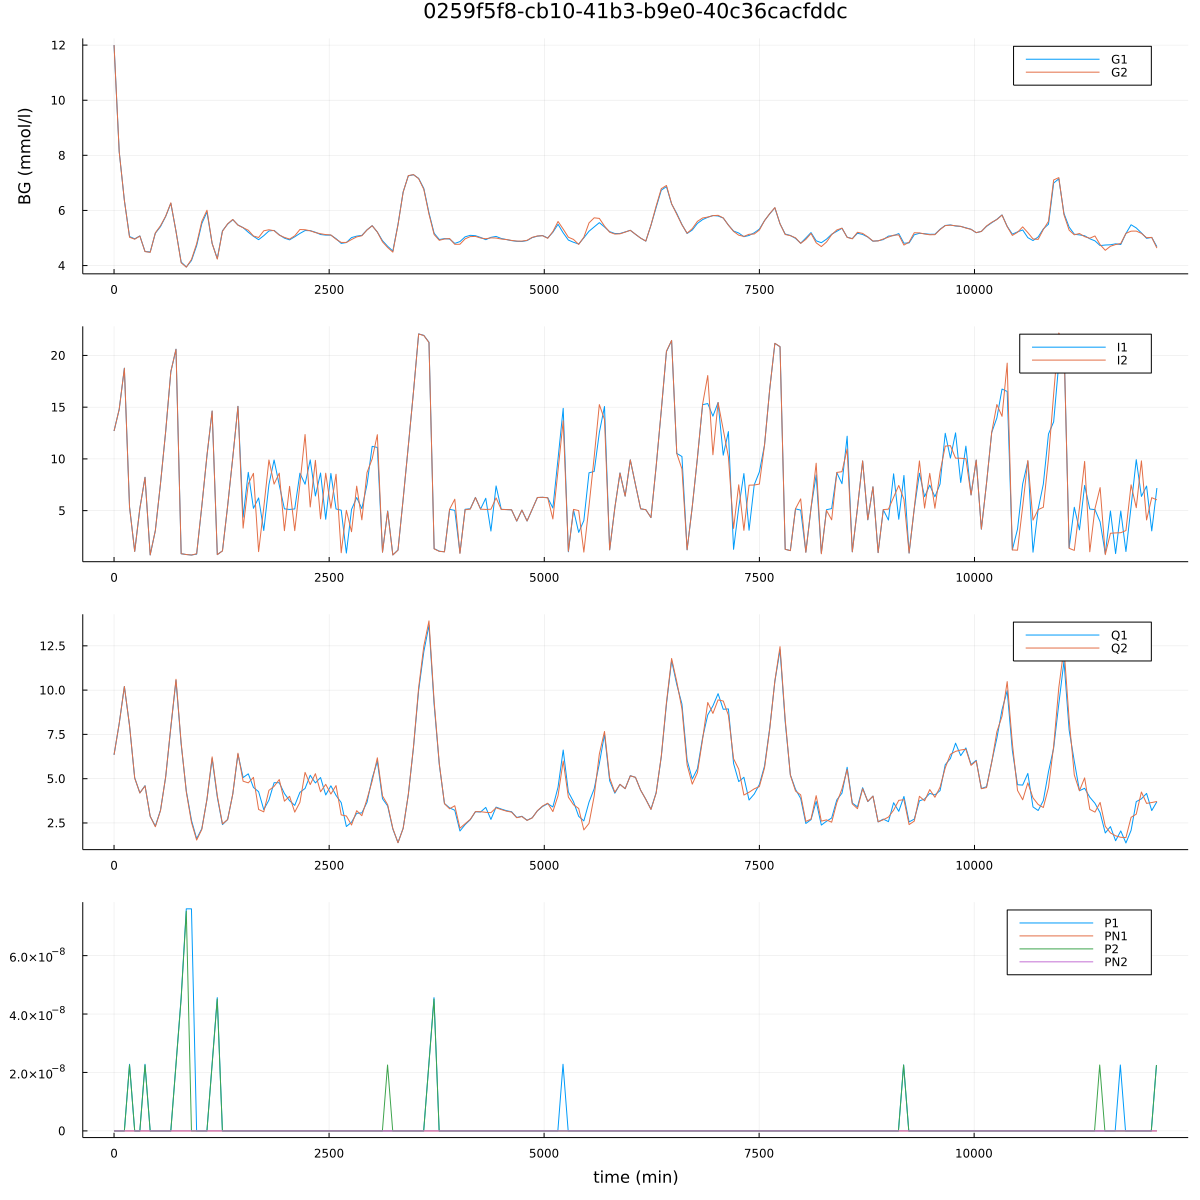 0259f5f8-cb10-41b3-b9e0-40c36cacfddc
12
10
8
6
4
BG (mmol/l)
G1
G2
0 2500 5000 7500 10000
20
15
10
5
I1
I2
0 2500 5000 7500 10000
12.5
10.0
7.5
5.0
2.5
Q1
Q2
0 2500 5000 7500 10000
6.0×10⁻⁸
4.0×10⁻⁸
2.0×10⁻⁸
0
P1
PN1
P2
PN2
0 2500 5000 7500 10000
time (min)